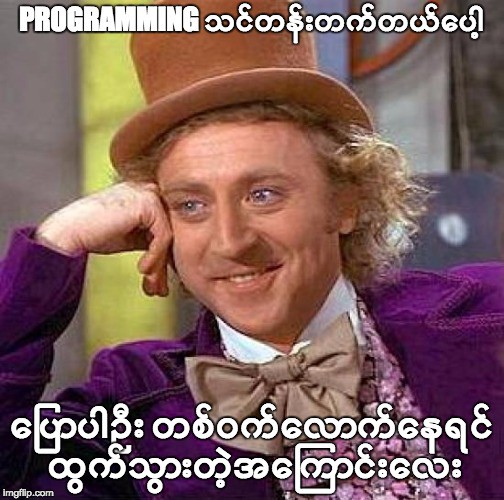 PROGRAMMING သင်တန်းတက်တယ်ပေါ့
ပြောပါဦး တစ်ဝက်လောက်နေရင်
ထွက်သွားတဲ့အကြောင်းလေး
imgflip.com